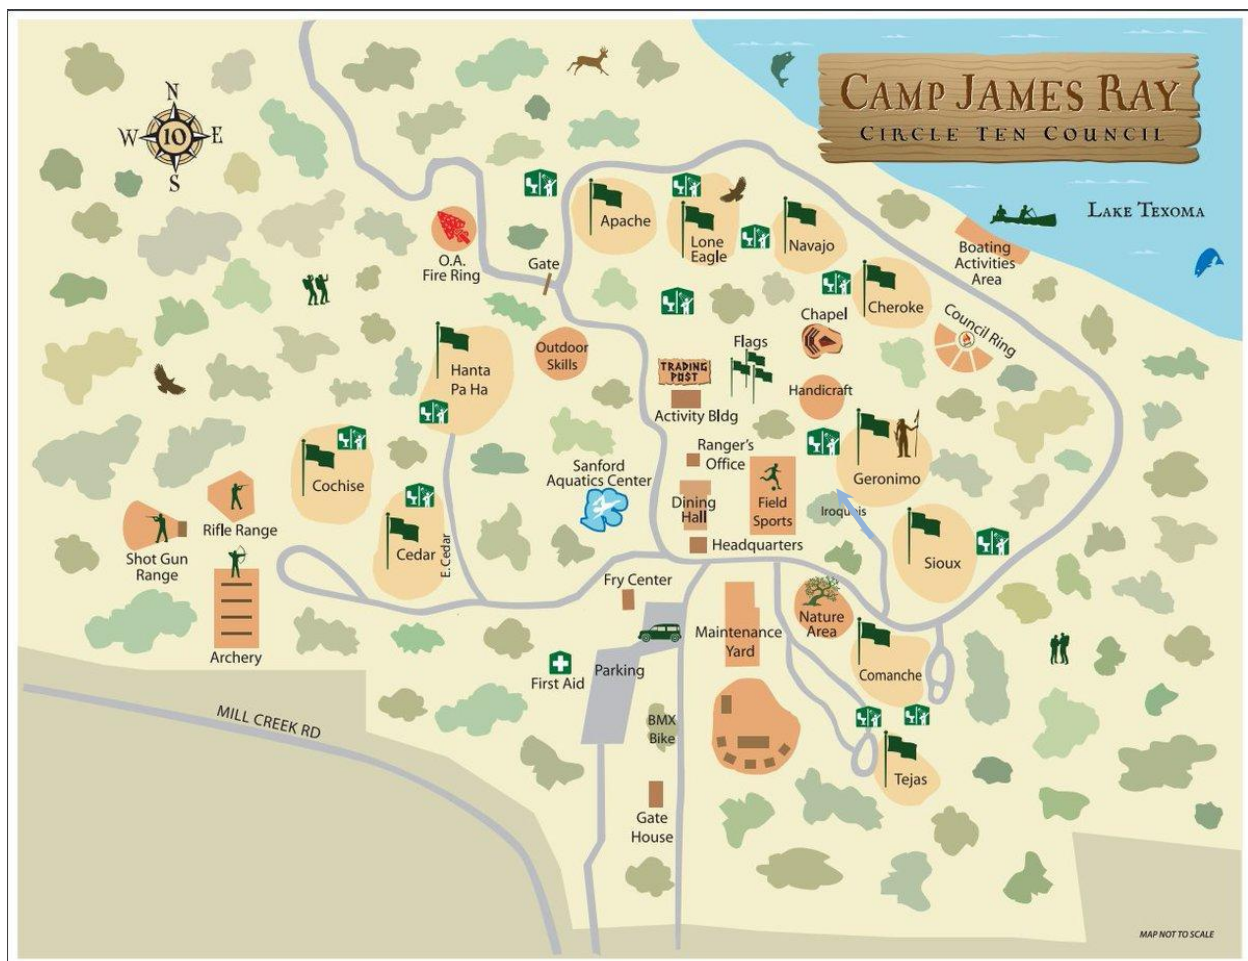 CAMP JAMES RAY
CIRCLE TEN COUNCIL
N
W
10
E
S
LAKE TEXOMA
Apache
Lone
Eagle
Navajo
Boating
Activities
Area
O.A.
Fire Ring
Gate
Cheroke
Chapel
Council Ring
Flags
Outdoor
Skills
Hanta
Pa Ha
TRADING
POST
Handicraft
Activity Bldg
Ranger's
Office
Geronimo
Cochise
Sanford
Aquatics Center
Dining
Hall
Field
Sports
Iroquois
Rifle Range
Shot Gun
Range
Cedar
E. Cedar
Headquarters
Sioux
Fry Center
Nature
Area
Maintenance
Yard
Archery
First Aid
Parking
Comanche
MILL CREEK RD
BMX
Bike
Tejas
Gate
House
MAP NOT TO SCALE